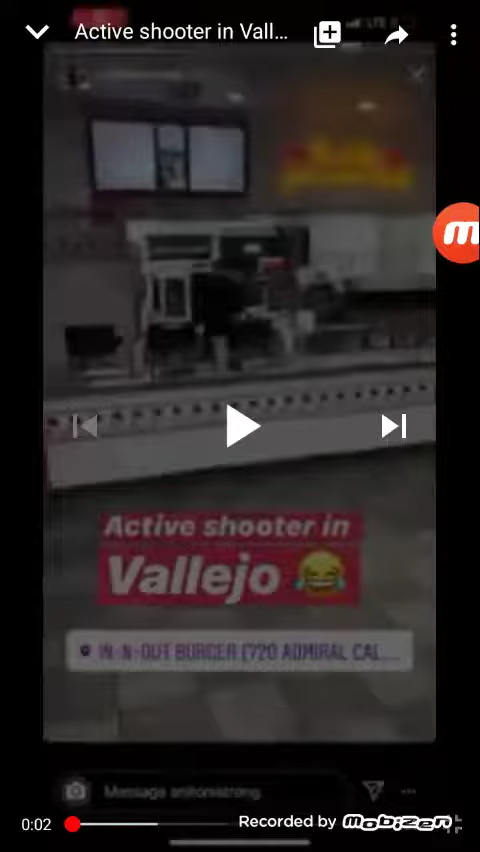 Active shooter in Vall...
LTE
Active shooter in
Vallejo 😂
IN-N-OUT BURGER (720 ADMIRAL CAL...
Message
0:02
Recorded by Mobizen